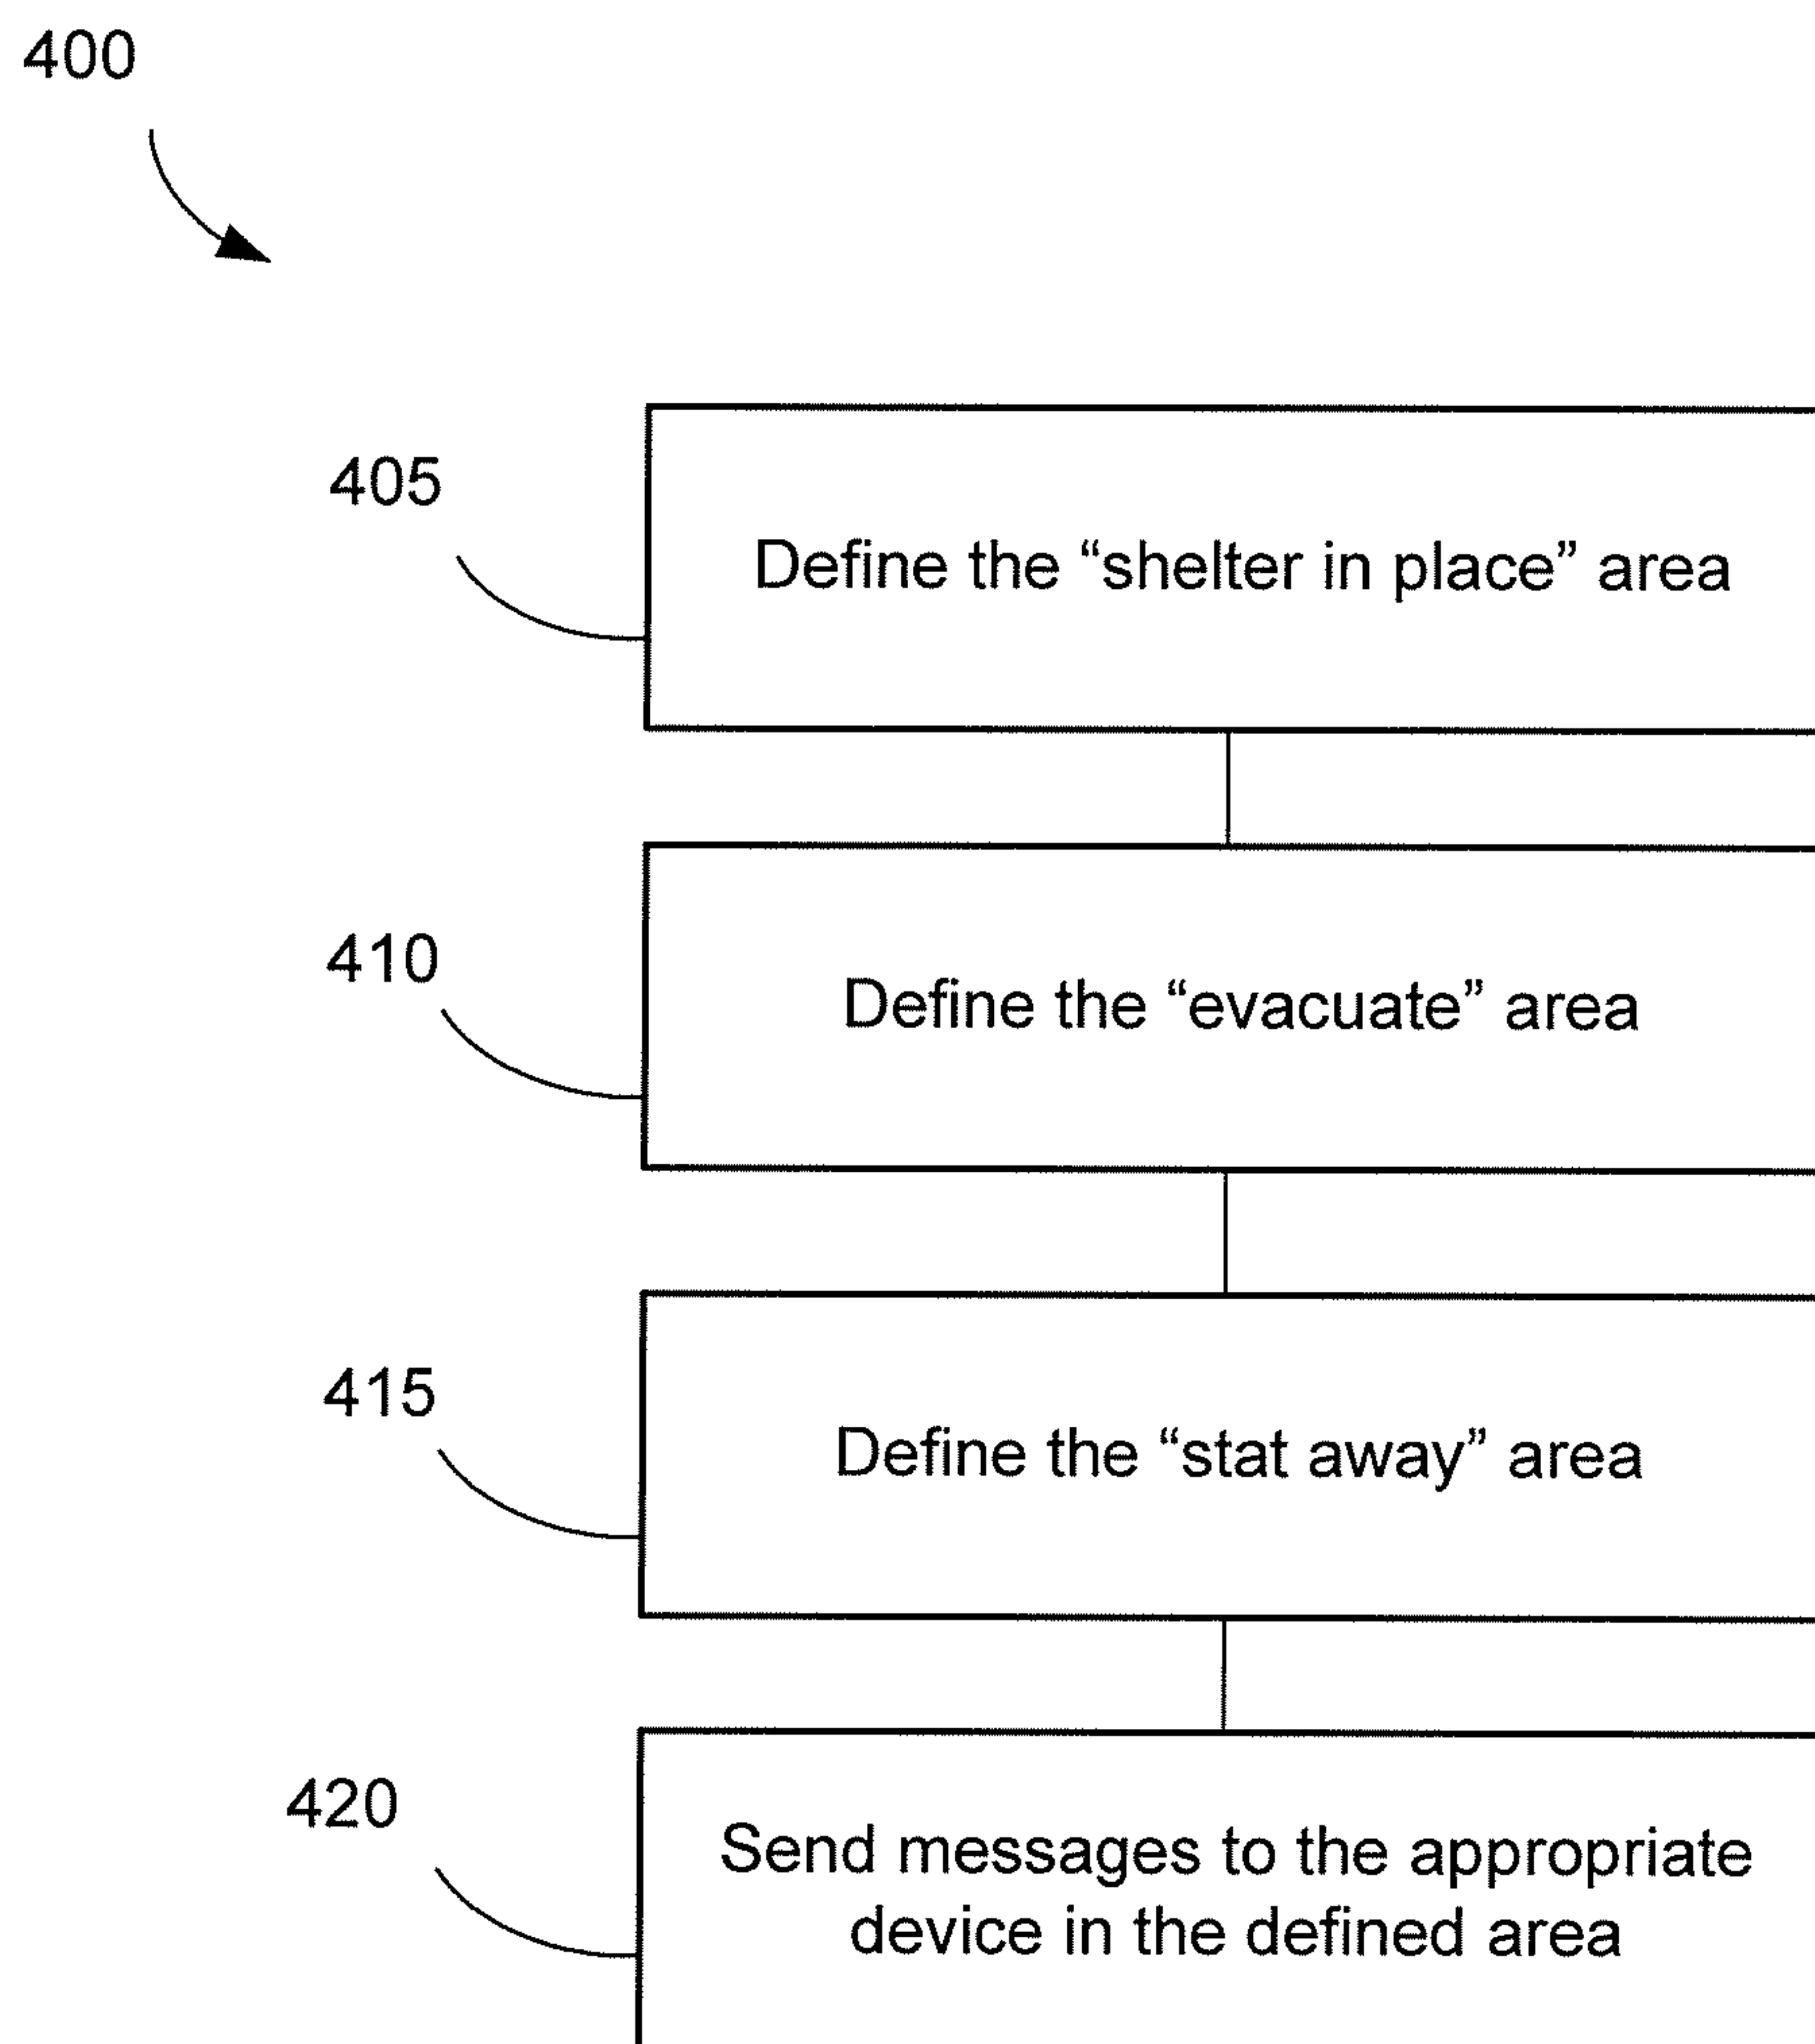 400
405
Define the “shelter in place” area
410
Define the “evacuate” area
415
Define the “stat away” area
420
Send messages to the appropriate
device in the defined area